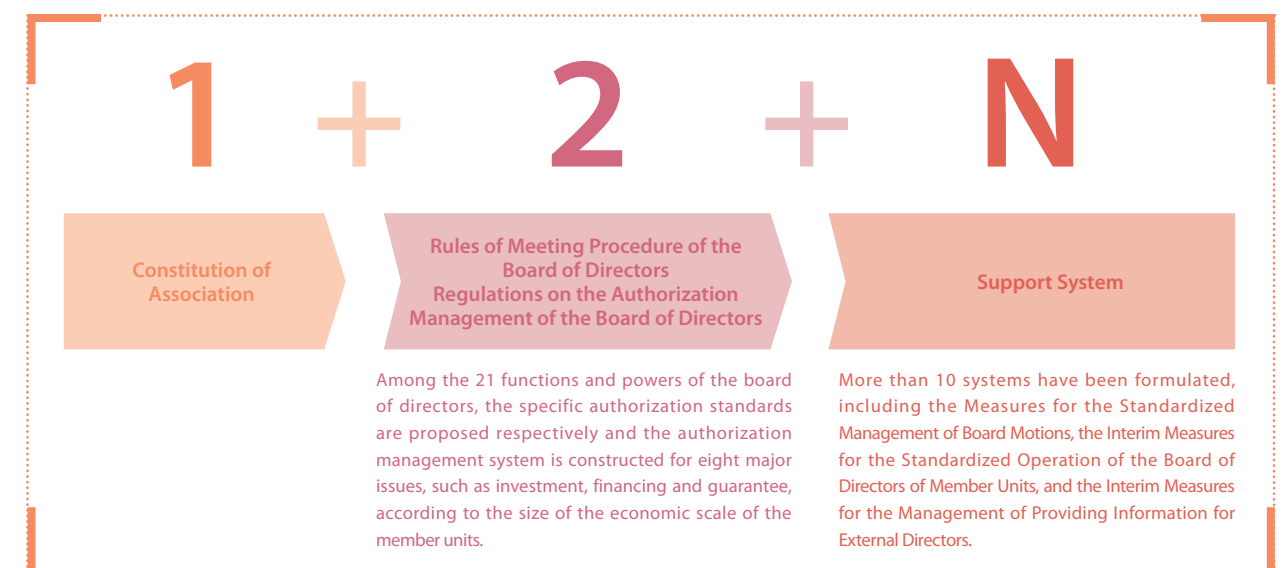 1 + 2 + N
Constitution of
Association
Rules of Meeting Procedure of the
Board of Directors
Regulations on the Authorization
Management of the Board of Directors
Support System
Among the 21 functions and powers of the board
of directors, the specific authorization standards
are proposed respectively and the authorization
management system is constructed for eight major
issues, such as investment, financing and guarantee,
according to the size of the economic scale of the
member units.
More than 10 systems have been formulated,
including the Measures for the Standardized
Management of Board Motions, the Interim Measures
for the Standardized Operation of the Board of
Directors of Member Units, and the Interim Measures
for the Management of Providing Information for
External Directors.